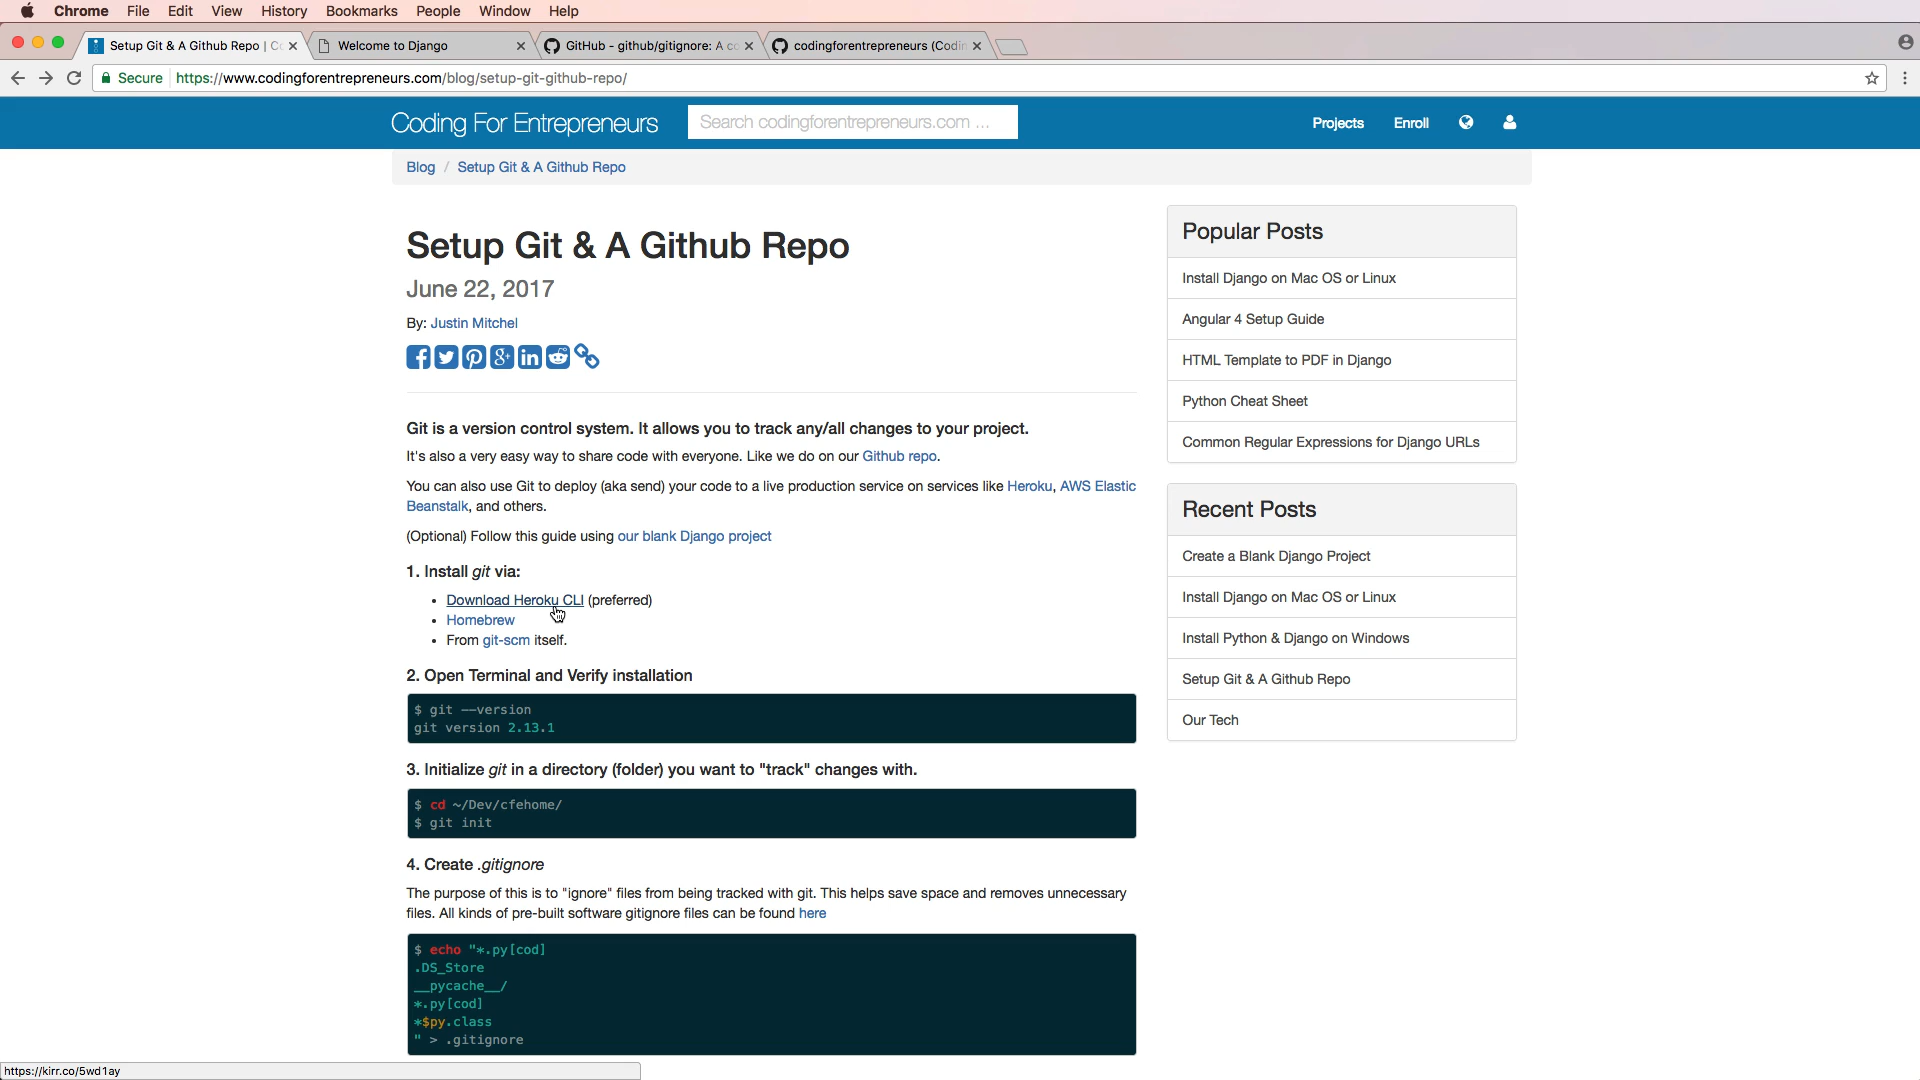 Chrome File Edit View History Bookmarks People Window Help
Setup Git & A Github Repo | C
Welcome to Django
GitHub - github/gitignore: A co
codingforentrepreneurs (Codin
Secure https://www.codingforentrepreneurs.com/blog/setup-git-github-repo/
Coding For Entrepreneurs
Search codingforentrepreneurs.com ...
Projects Enroll
Blog / Setup Git & A Github Repo
Setup Git & A Github Repo
June 22, 2017
By: Justin Mitchel
Git is a version control system. It allows you to track any/all changes to your project.
It's also a very easy way to share code with everyone. Like we do on our Github repo.
You can also use Git to deploy (aka send) your code to a live production service on services like Heroku, AWS Elastic
Beanstalk, and others.
(Optional) Follow this guide using our blank Django project
1. Install git via:
• Download Heroku CLI (preferred)
• Homebrew
• From git-scm itself.
2. Open Terminal and Verify installation
$ git --version
git version 2.13.1
3. Initialize git in a directory (folder) you want to "track" changes with.
$ cd ~/Dev/cfehome/
$ git init
4. Create .gitignore
The purpose of this is to "ignore" files from being tracked with git. This helps save space and removes unnecessary
files. All kinds of pre-built software gitignore files can be found here
$ echo "*.py[cod]
.DS_Store
__pycache__/
*.py[cod]
*$py.class
" > .gitignore
Popular Posts
Install Django on Mac OS or Linux
Angular 4 Setup Guide
HTML Template to PDF in Django
Python Cheat Sheet
Common Regular Expressions for Django URLs
Recent Posts
Create a Blank Django Project
Install Django on Mac OS or Linux
Install Python & Django on Windows
Setup Git & A Github Repo
Our Tech
https://kirr.co/5wd1ay